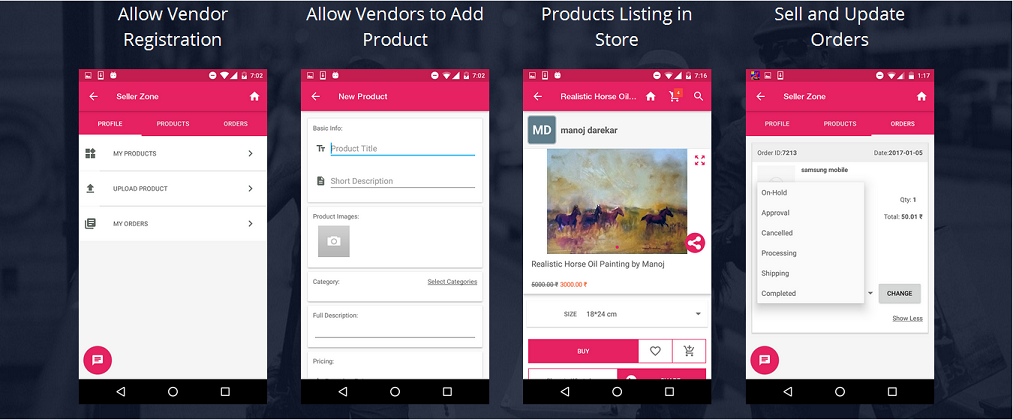 Allow Vendor
Registration
7:02
Seller Zone
PROFILE PRODUCTS ORDERS
MY PRODUCTS
UPLOAD PRODUCT
MY ORDERS
Allow Vendors to Add
Product
7:02
New Product
Basic Info:
Product Title
Short Description
Product Images:
Category: Select Categories
Full Description:
Pricing:
Products Listing in
Store
7:16
Realistic Horse Oil... 4
MD manoj darekar
Realistic Horse Oil Painting by Manoj
5000.00 ₹ 3000.00 ₹
SIZE 18*24 cm
BUY
Sell and Update
Orders
1:17
Seller Zone
PROFILE PRODUCTS ORDERS
Order ID:7213 Date:2017-01-05
samsung mobile
On-Hold
Qty: 1
Approval
Total: 50.01 ₹
Cancelled
Processing
Shipping
Completed
CHANGE
Show Less